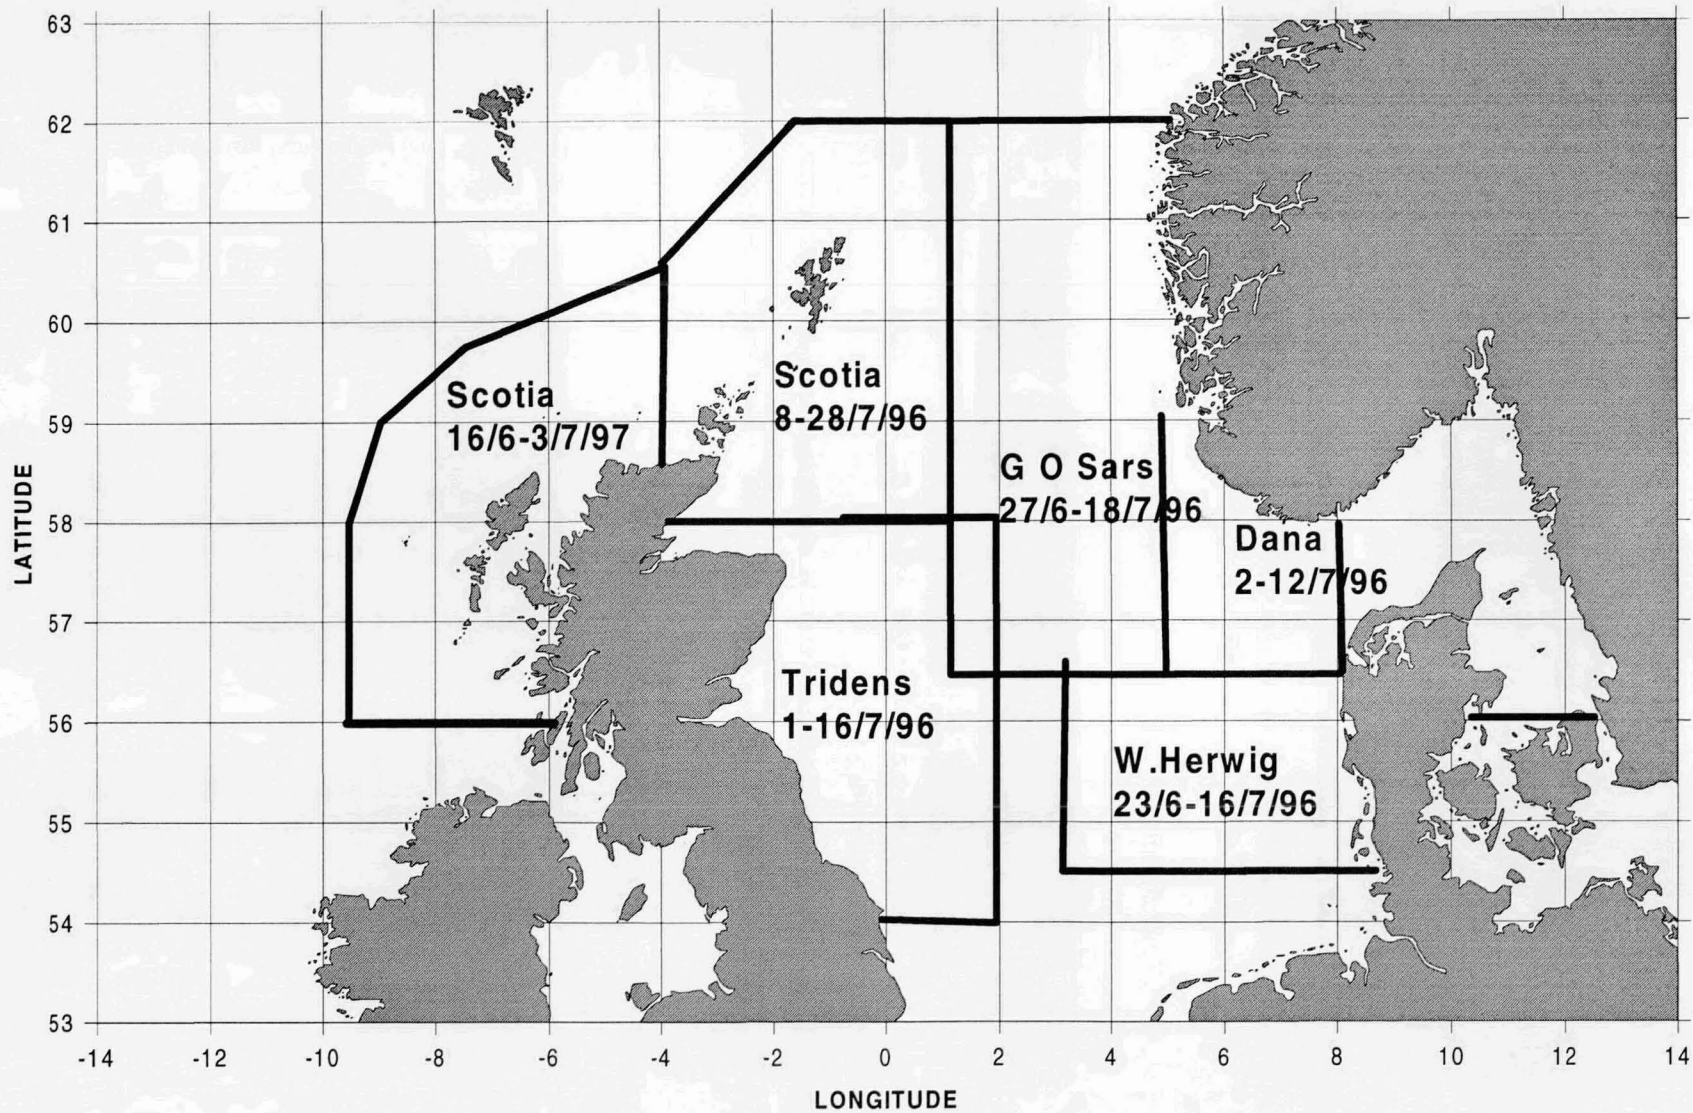 63
62
61
60
59
58
57
56
55
54
53
LATITUDE
Scotia
16/6-3/7/97
Scotia
8-28/7/96
G O Sars
27/6-18/7/96
Dana
2-12/7/96
Tridens
1-16/7/96
W.Herwig
23/6-16/7/96
-14 -12 -10 -8 -6 -4 -2 0 2 4 6 8 10 12 14
LONGITUDE